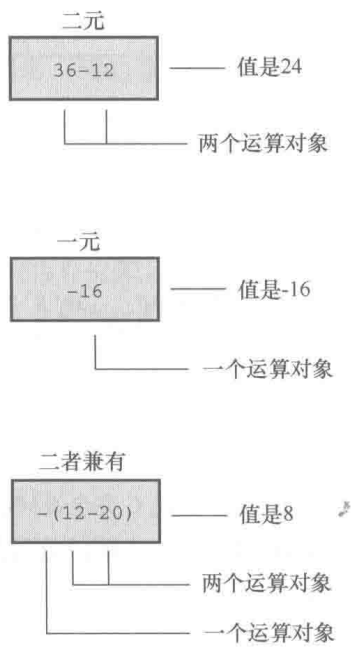 二元
36-12
值是24
两个运算对象
一元
-16
值是-16
一个运算对象
二者兼有
-(12-20)
值是8
两个运算对象
一个运算对象